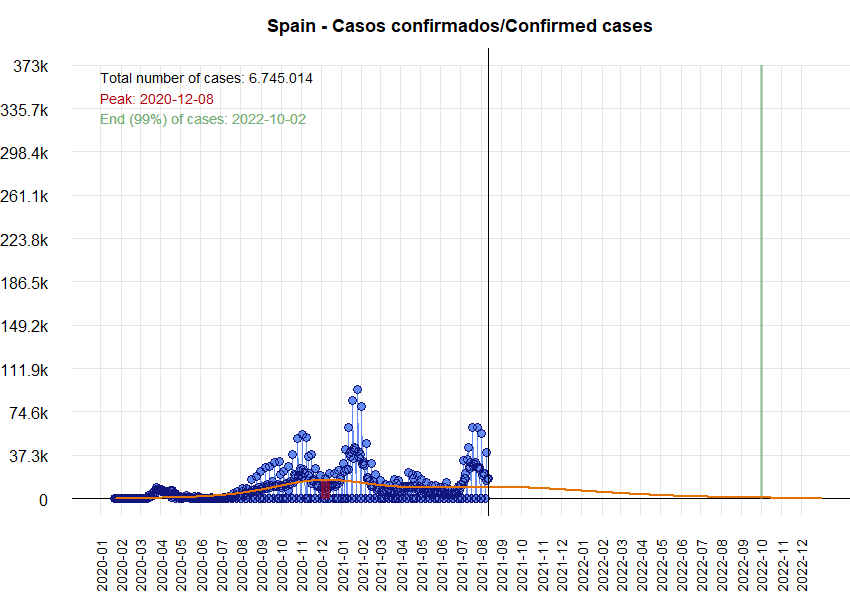 Spain - Casos confirmados/Confirmed cases
373k
335.7k
298.4k
261.1k
223.8k
186.5k
149.2k
111.9k
74.6k
37.3k
0
Total number of cases: 6.745.014
Peak: 2020-12-08
End (99%) of cases: 2022-10-02
2020-01
2020-02
2020-03
2020-04
2020-05
2020-06
2020-07
2020-08
2020-09
2020-10
2020-11
2020-12
2021-01
2021-02
2021-03
2021-04
2021-05
2021-06
2021-07
2021-08
2021-09
2021-10
2021-11
2021-12
2022-01
2022-02
2022-03
2022-04
2022-05
2022-06
2022-07
2022-08
2022-09
2022-10
2022-11
2022-12